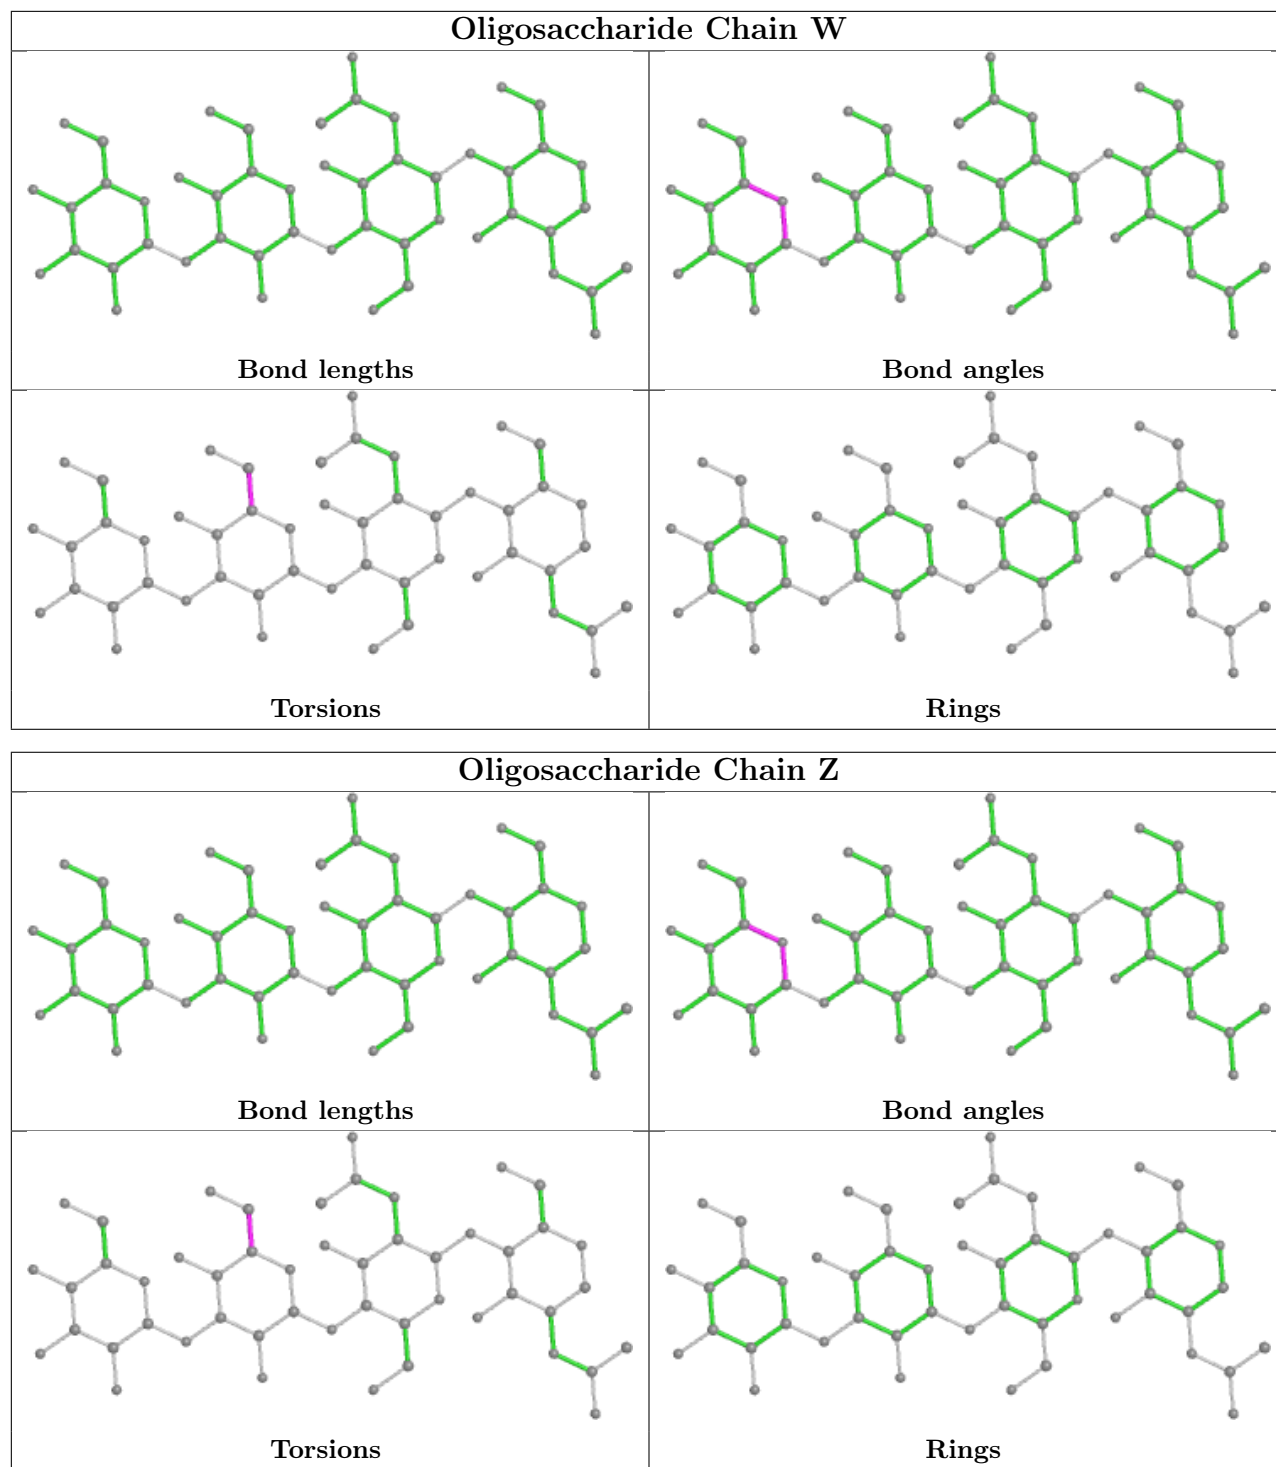 Oligosaccharide Chain W
Bond lengths
Bond angles
Torsions
Rings
Oligosaccharide Chain Z
Bond lengths
Bond angles
Torsions
Rings